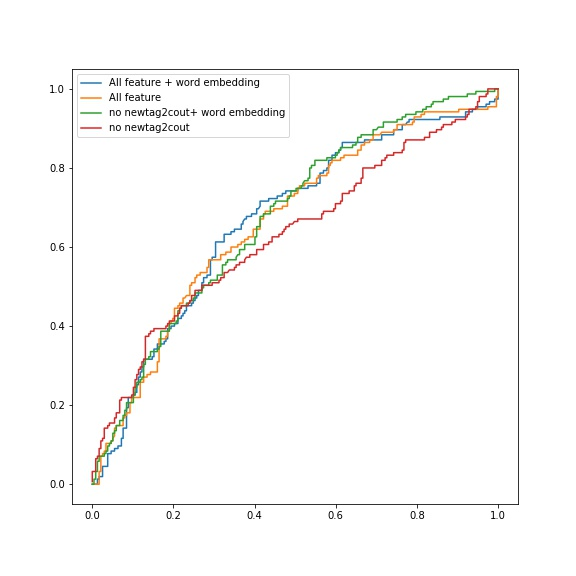 All feature + word embedding
All feature
no newtag2cout+ word embedding
no newtag2cout
1.0
0.8
0.6
0.4
0.2
0.0
0.0 0.2 0.4 0.6 0.8 1.0